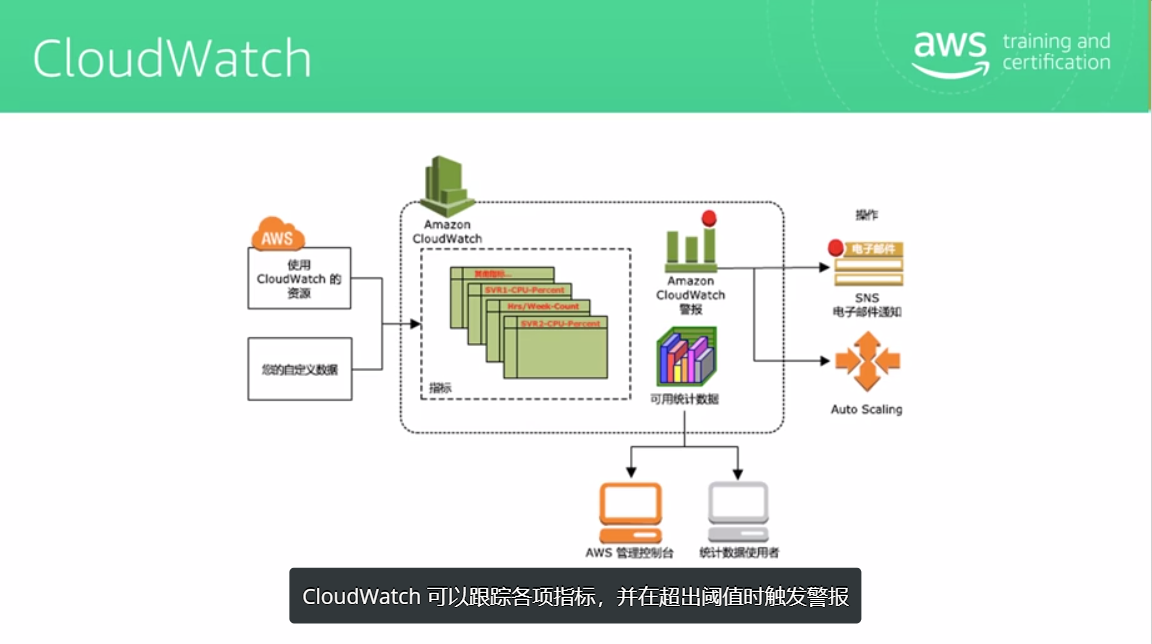 CloudWatch
aws
training and
certification
Amazon
CloudWatch
AWS
使用
CloudWatch 的
资源
您的自定义数据
其他指标...
SVR1-CPU-Percent
Hrs/Week-Count
SVR2-CPU-Percent
指标
Amazon
CloudWatch
警报
可用统计数据
操作
电子邮件
SNS
电子邮件通知
Auto Scaling
AWS 管理控制台
统计数据使用者
CloudWatch 可以跟踪各项指标，并在超出阈值时触发警报